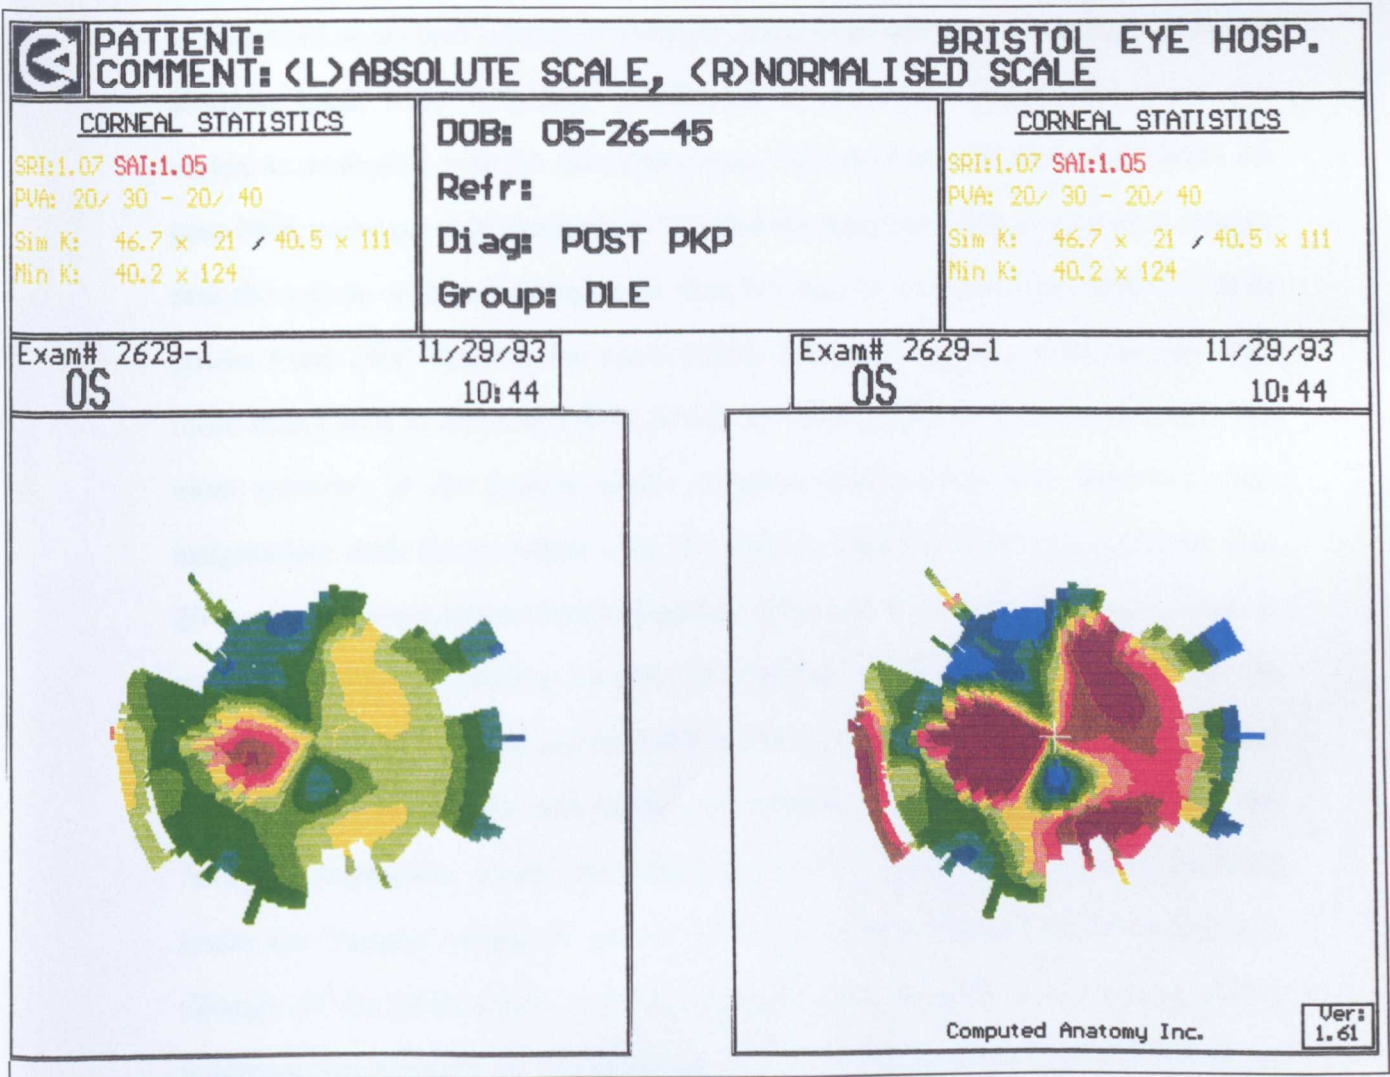 PATIENT: BRISTOL EYE HOSP.
COMMENT: (L)ABSOLUTE SCALE, (R)NORMALISED SCALE
CORNEAL STATISTICS
SRI:1.07 SAI:1.05
PVA: 20/ 30 - 20/ 40
Sim K: 46.7 x 21 / 40.5 x 111
Min K: 40.2 x 124
DOB: 05-26-45
Refr:
Diag: POST PKP
Group: DLE
CORNEAL STATISTICS
SRI:1.07 SAI:1.05
PVA: 20/ 30 - 20/ 40
Sim K: 46.7 x 21 / 40.5 x 111
Min K: 40.2 x 124
Exam# 2629-1 11/29/93
OS 10:44
Exam# 2629-1 11/29/93
OS 10:44
Computed Anatomy Inc.
Ver:
1.61